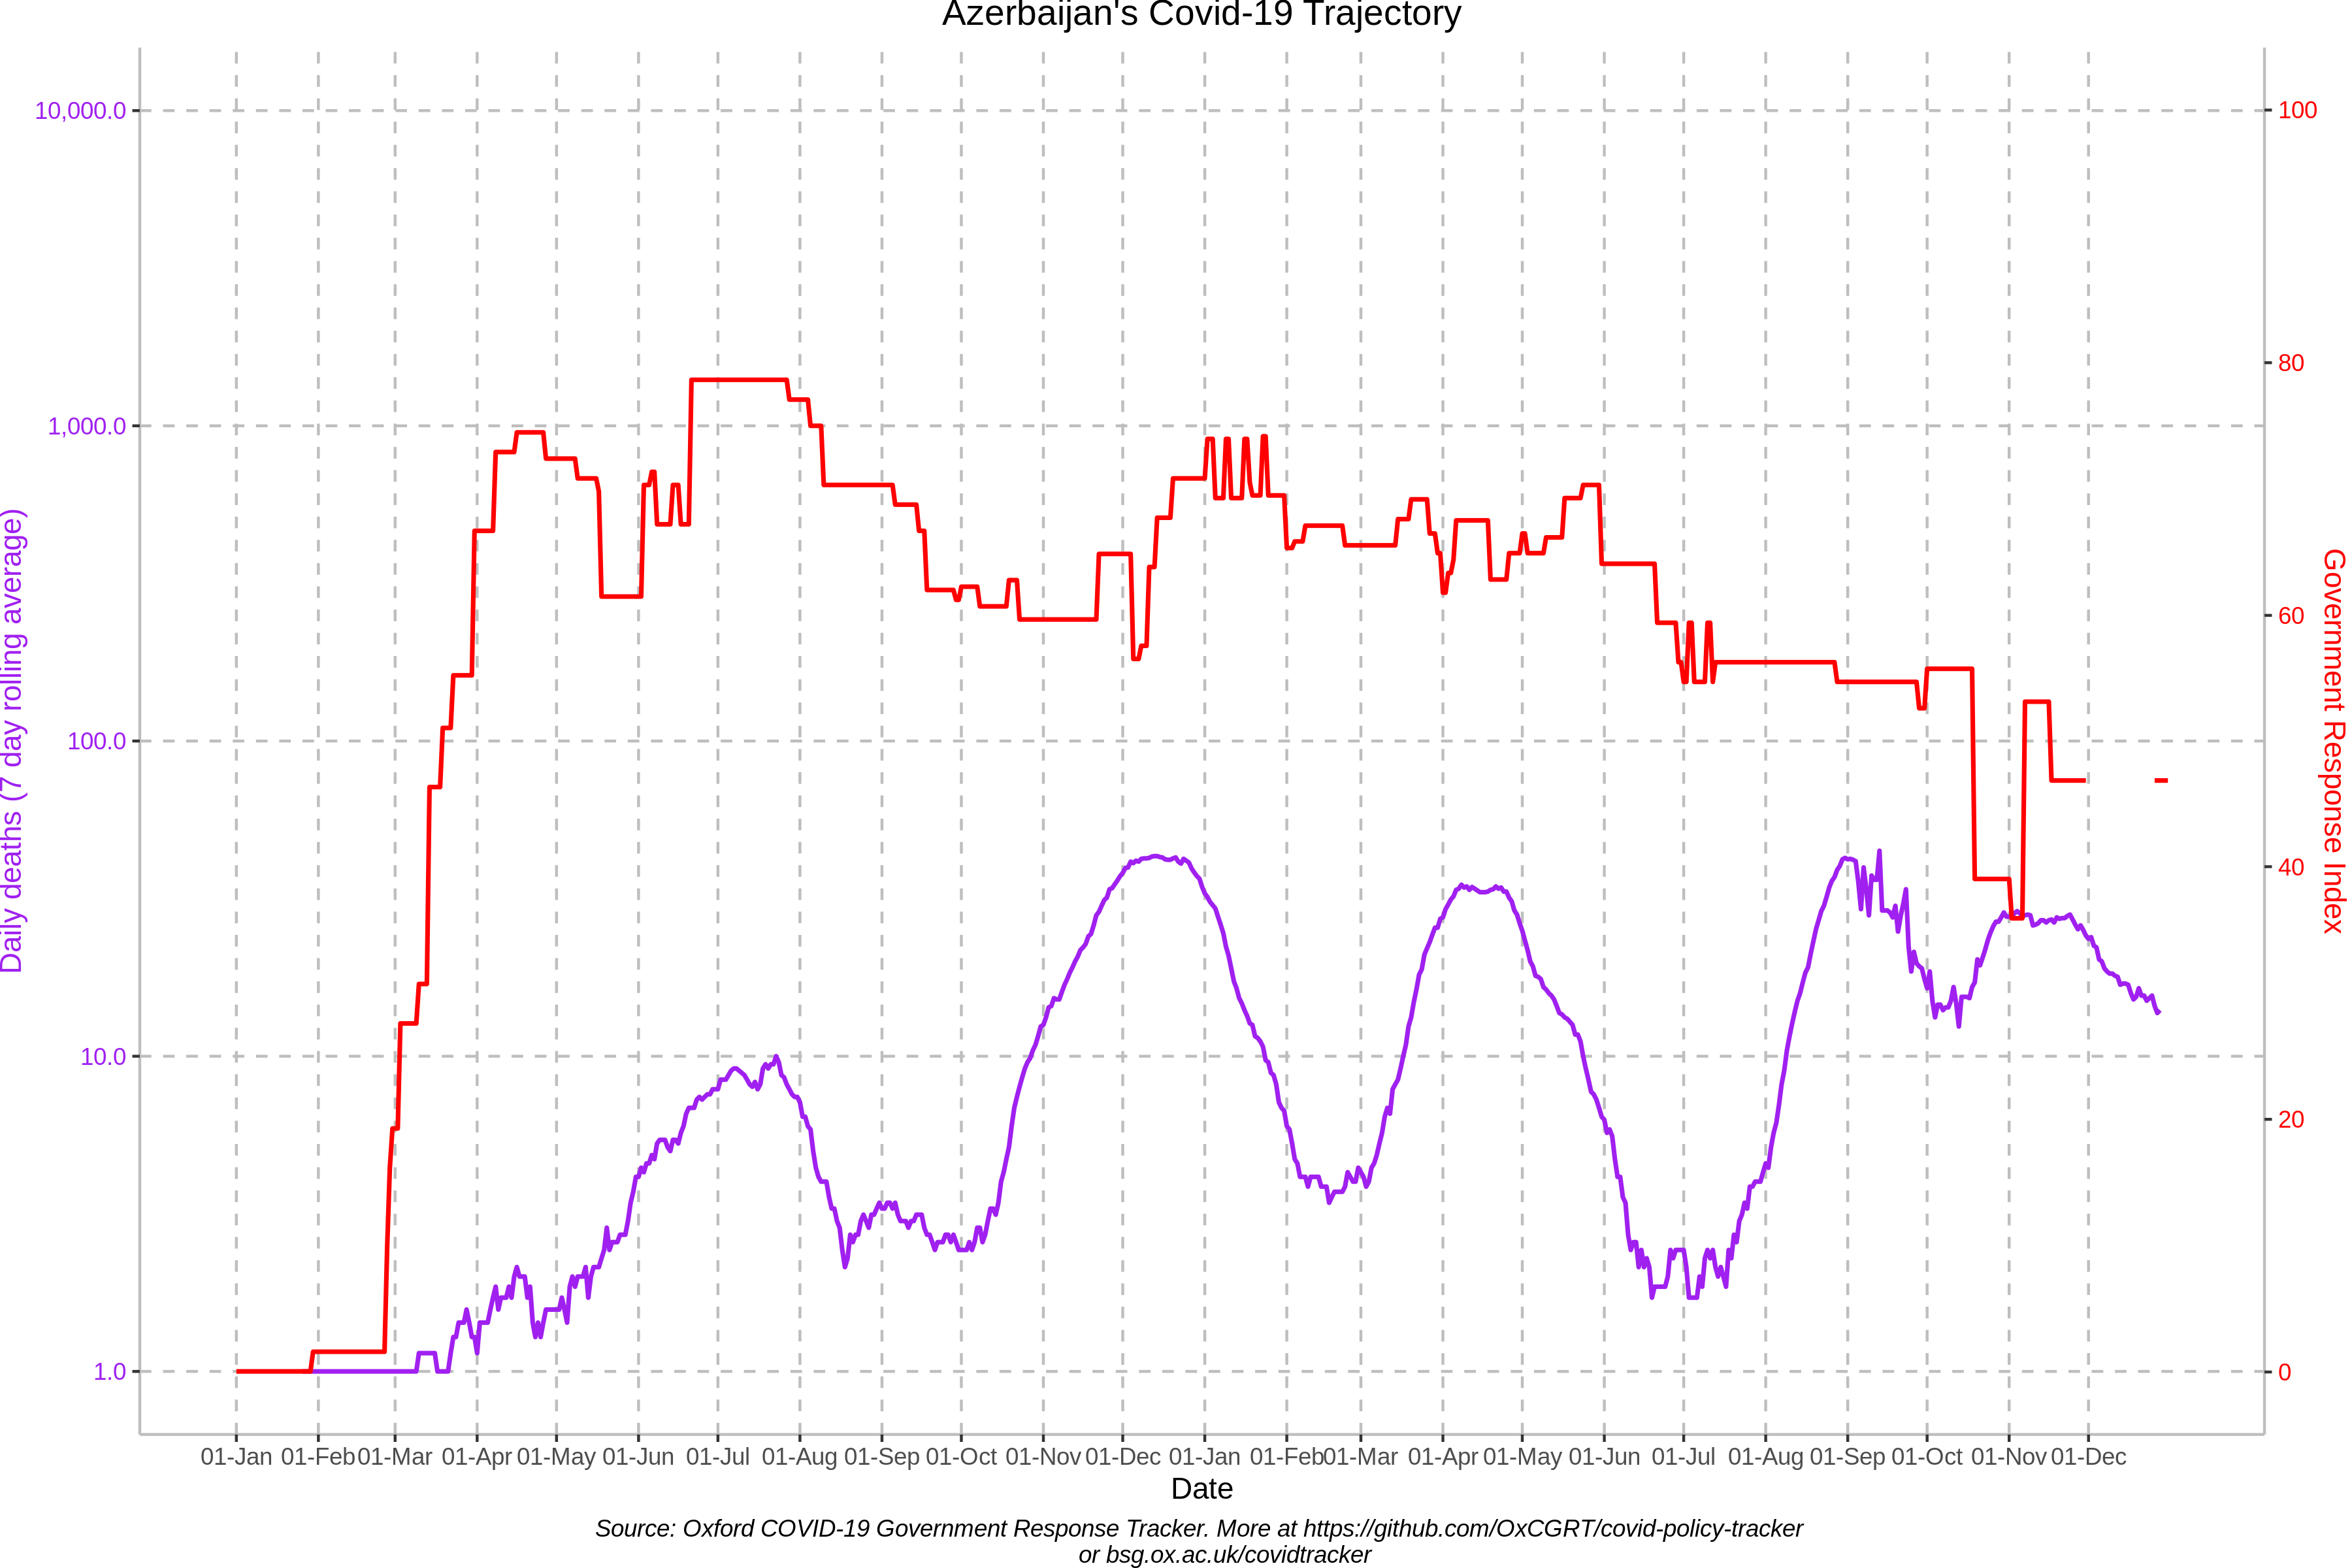 Azerbaijan's Covid-19 Trajectory
10,000.0
1,000.0
100.0
10.0
1.0
Daily deaths (7 day rolling average)
100
80
60
40
20
0
Government Response Index
01-Jan 01-Feb 01-Mar 01-Apr 01-May 01-Jun 01-Jul 01-Aug 01-Sep 01-Oct 01-Nov 01-Dec 01-Jan 01-Feb 01-Mar 01-Apr 01-May 01-Jun 01-Jul 01-Aug 01-Sep 01-Oct 01-Nov 01-Dec
Date
Source: Oxford COVID-19 Government Response Tracker. More at https://github.com/OxCGRT/covid-policy-tracker
or bsg.ox.ac.uk/covidtracker